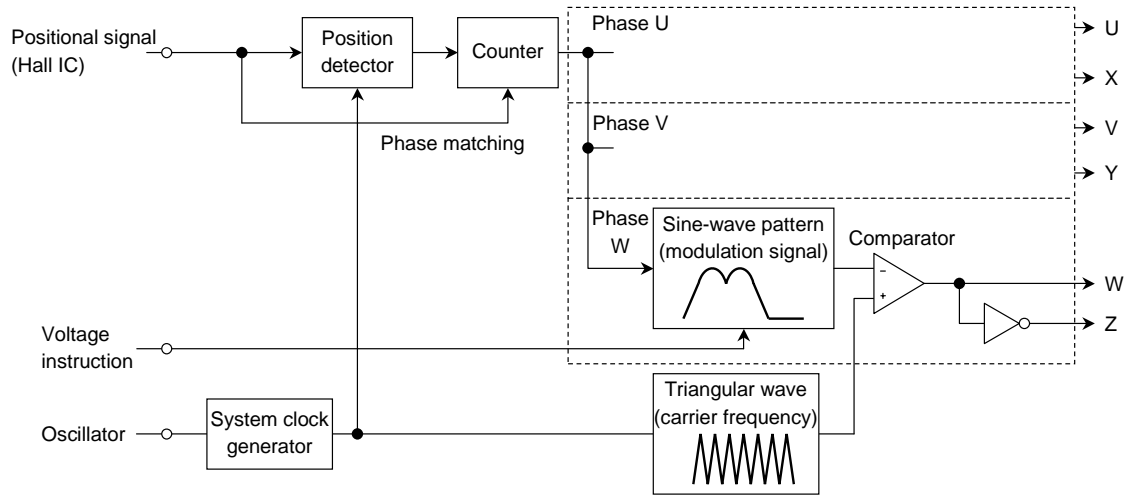 Positional signal
(Hall IC)
Position
detector
Counter
Phase matching
Phase U
U
X
Phase V
V
Y
Phase
W
Sine-wave pattern
(modulation signal)
Comparator
−
+
W
Z
Voltage
instruction
Oscillator
System clock
generator
Triangular wave
(carrier frequency)